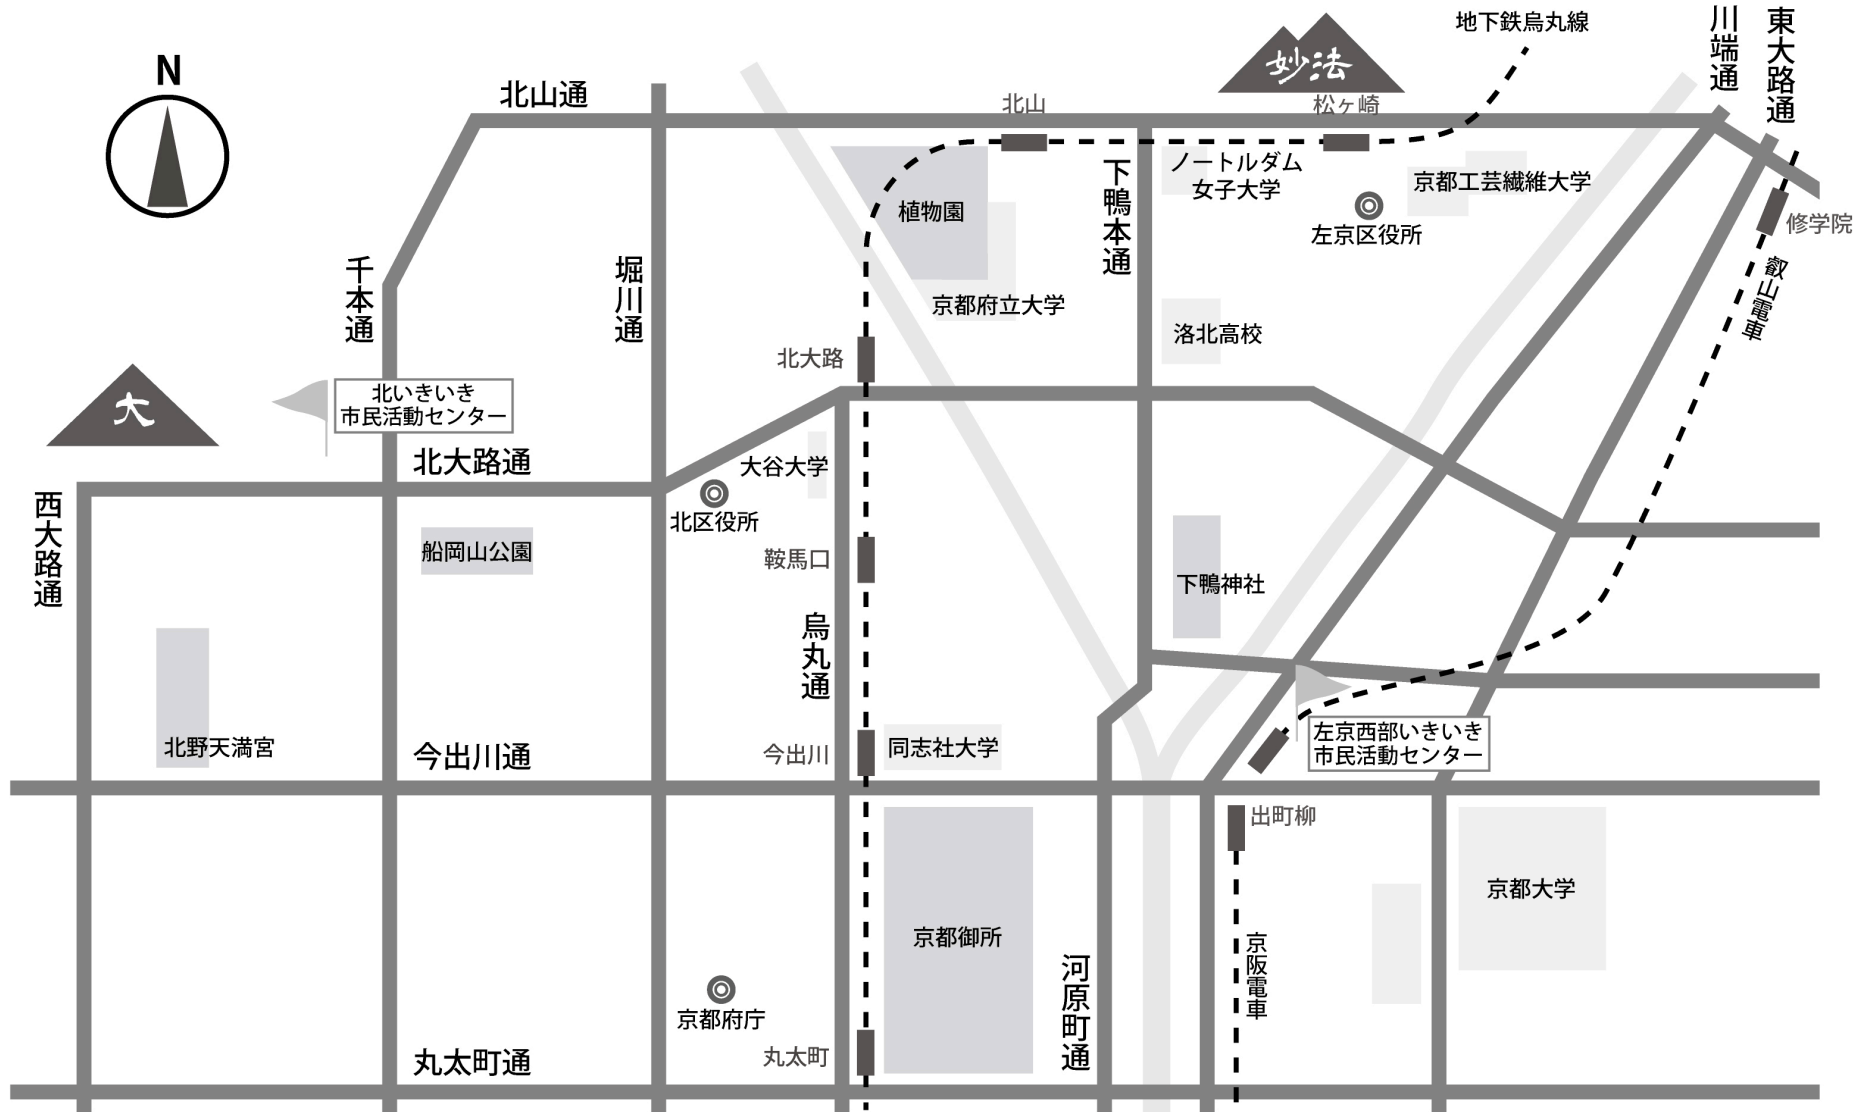 N
北山通
地下鉄烏丸線
川端通
東大路通
妙法
北山
松ヶ崎
ノートルダム
女子大学
京都工芸繊維大学
左京区役所
修学院
叡山電車
植物園
下鴨本通
京都府立大学
洛北高校
千本通
堀川通
北大路
大
北いきいき
市民活動センター
北大路通
大谷大学
北区役所
西大路通
船岡山公園
鞍馬口
下鴨神社
烏丸通
北野天満宮
今出川通
今出川
同志社大学
左京西部いきいき
市民活動センター
出町柳
京都大学
京都御所
河原町通
京阪電車
京都府庁
丸太町通
丸太町